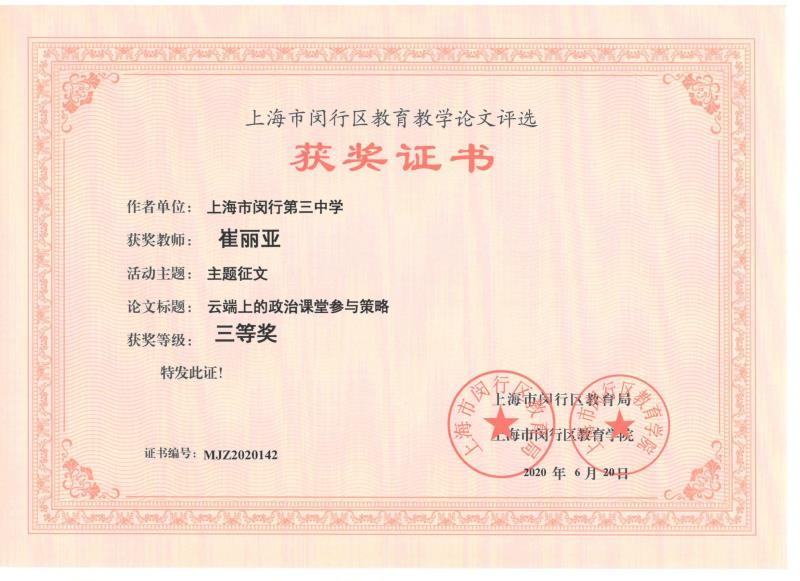 上海市闵行区教育教学论文评选
获奖证书
作者单位： 上海市闵行第三中学
获奖教师： 崔丽亚
活动主题： 主题征文
论文标题： 云端上的政治课堂参与策略
获奖等级： 三等奖
特发此证！
上海市闵行区教育局
上海市闵行区教育学院
证书编号：MJZ2020142
2020 年 6 月 20日
上海市闵行区教育局
上海市闵行区教育学院